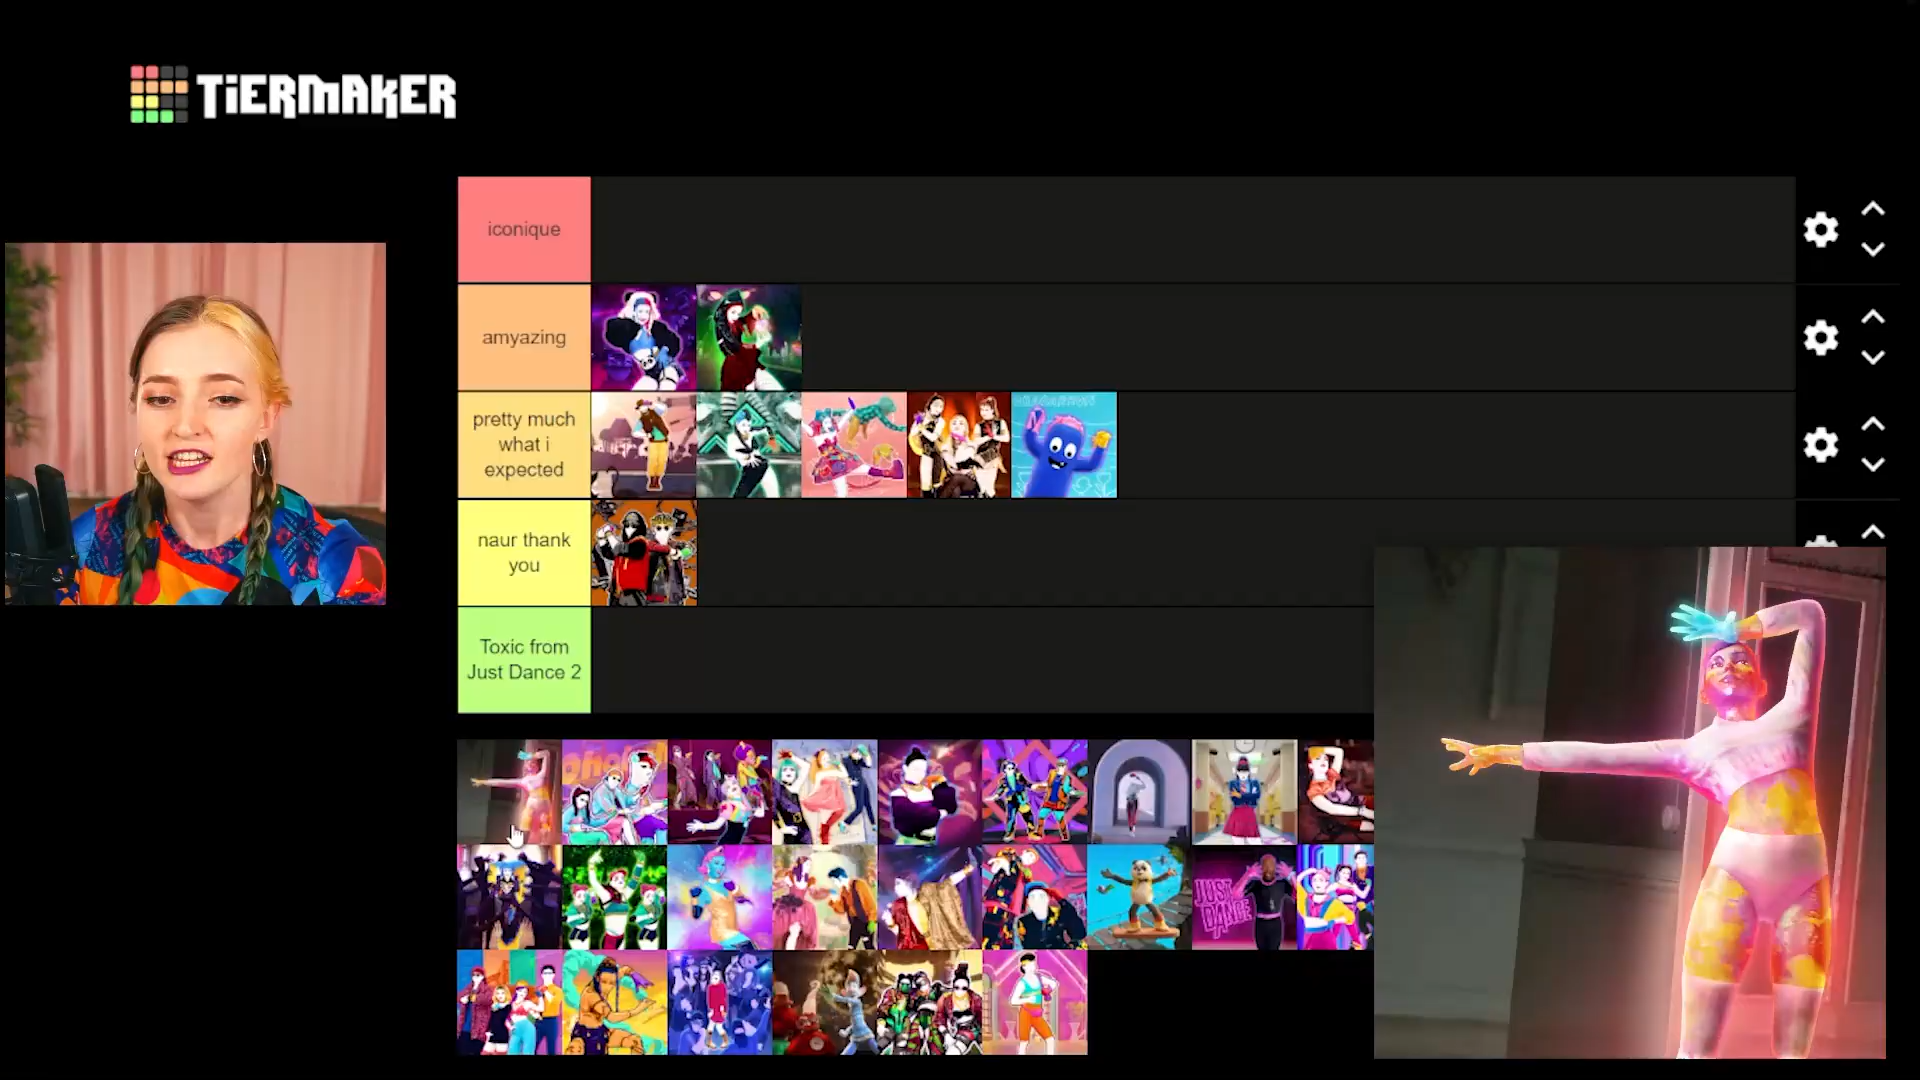 TiERMAKER
iconique
amyazing
pretty much
what i
expected
naur thank
you
Toxic from
Just Dance 2
JUST
DANCE